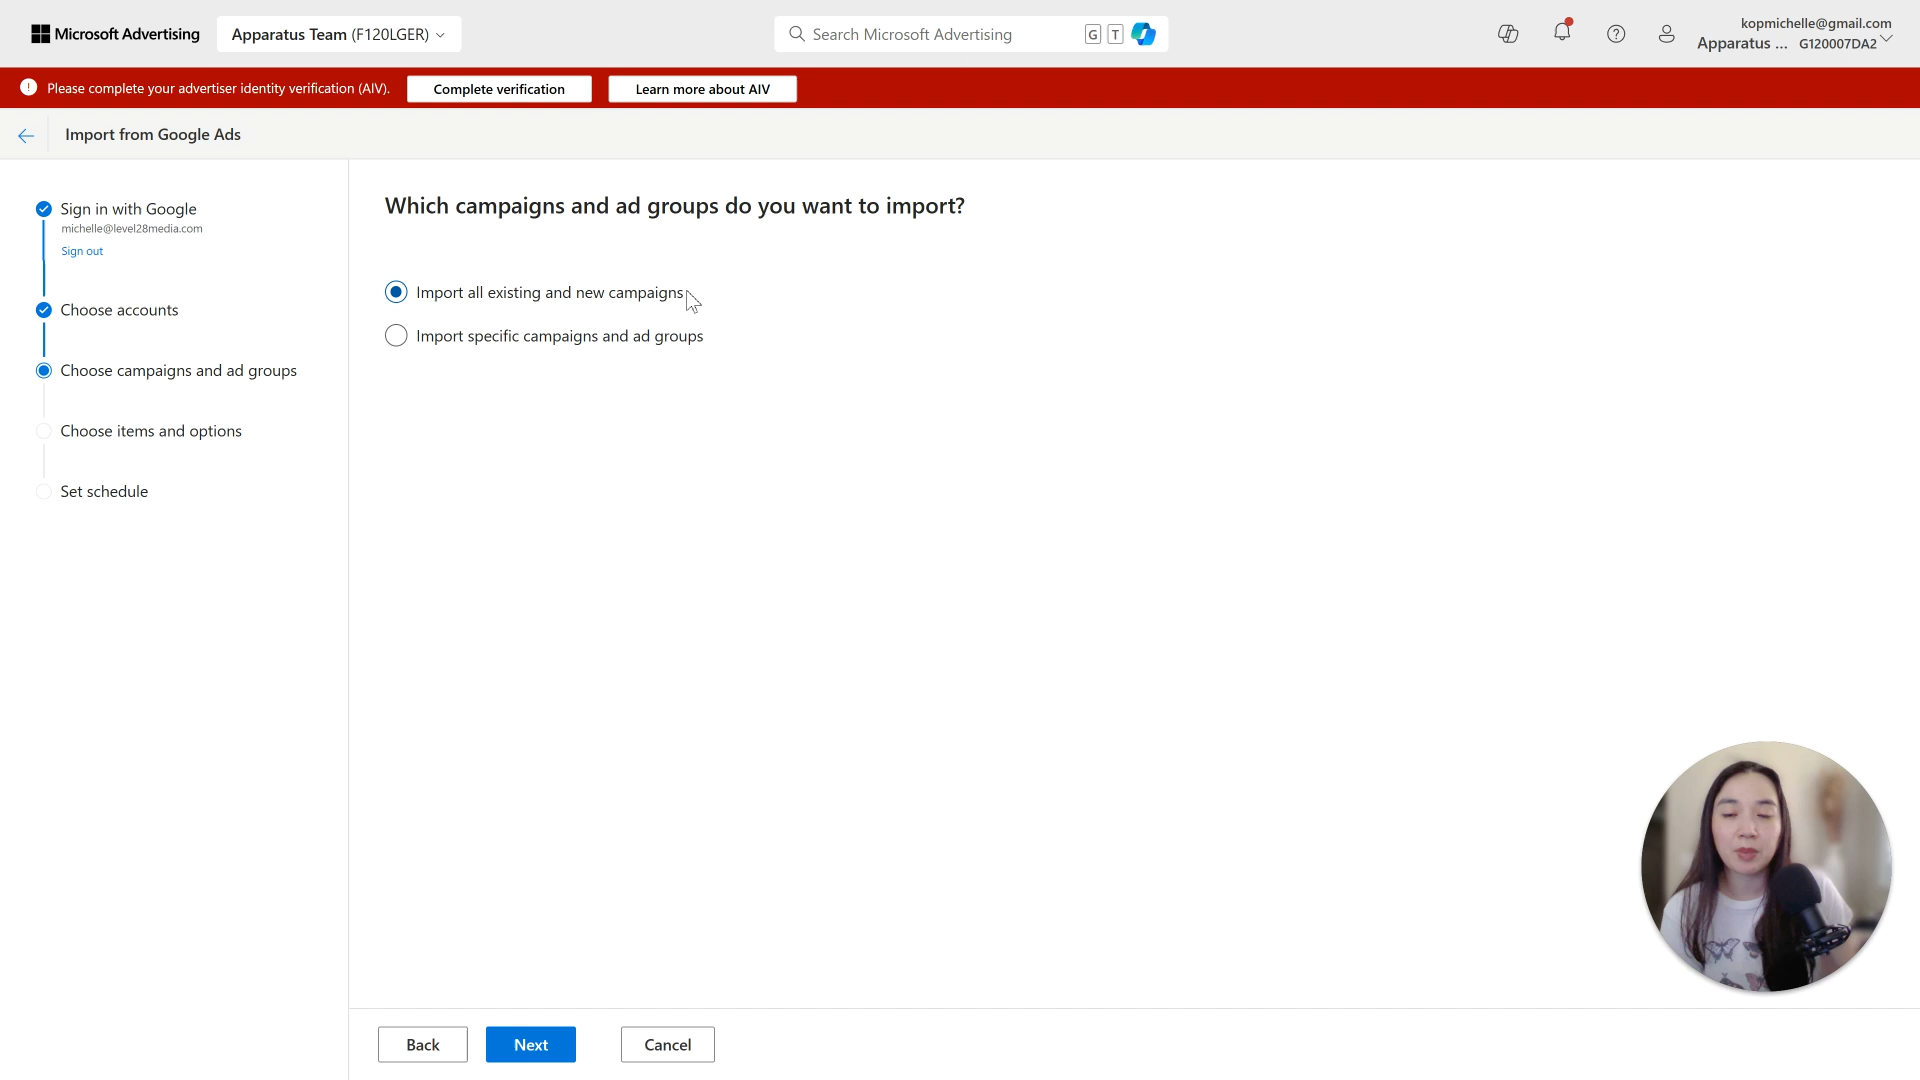 Microsoft Advertising
Apparatus Team (F120LGER)
Search Microsoft Advertising
G T
kopmichelle@gmail.com
Apparatus ... G120007DA2
Please complete your advertiser identity verification (AIV).
Complete verification
Learn more about AIV
Import from Google Ads
Sign in with Google
michelle@level28media.com
Sign out
Choose accounts
Choose campaigns and ad groups
Choose items and options
Set schedule
Which campaigns and ad groups do you want to import?
Import all existing and new campaigns
Import specific campaigns and ad groups
Back
Next
Cancel